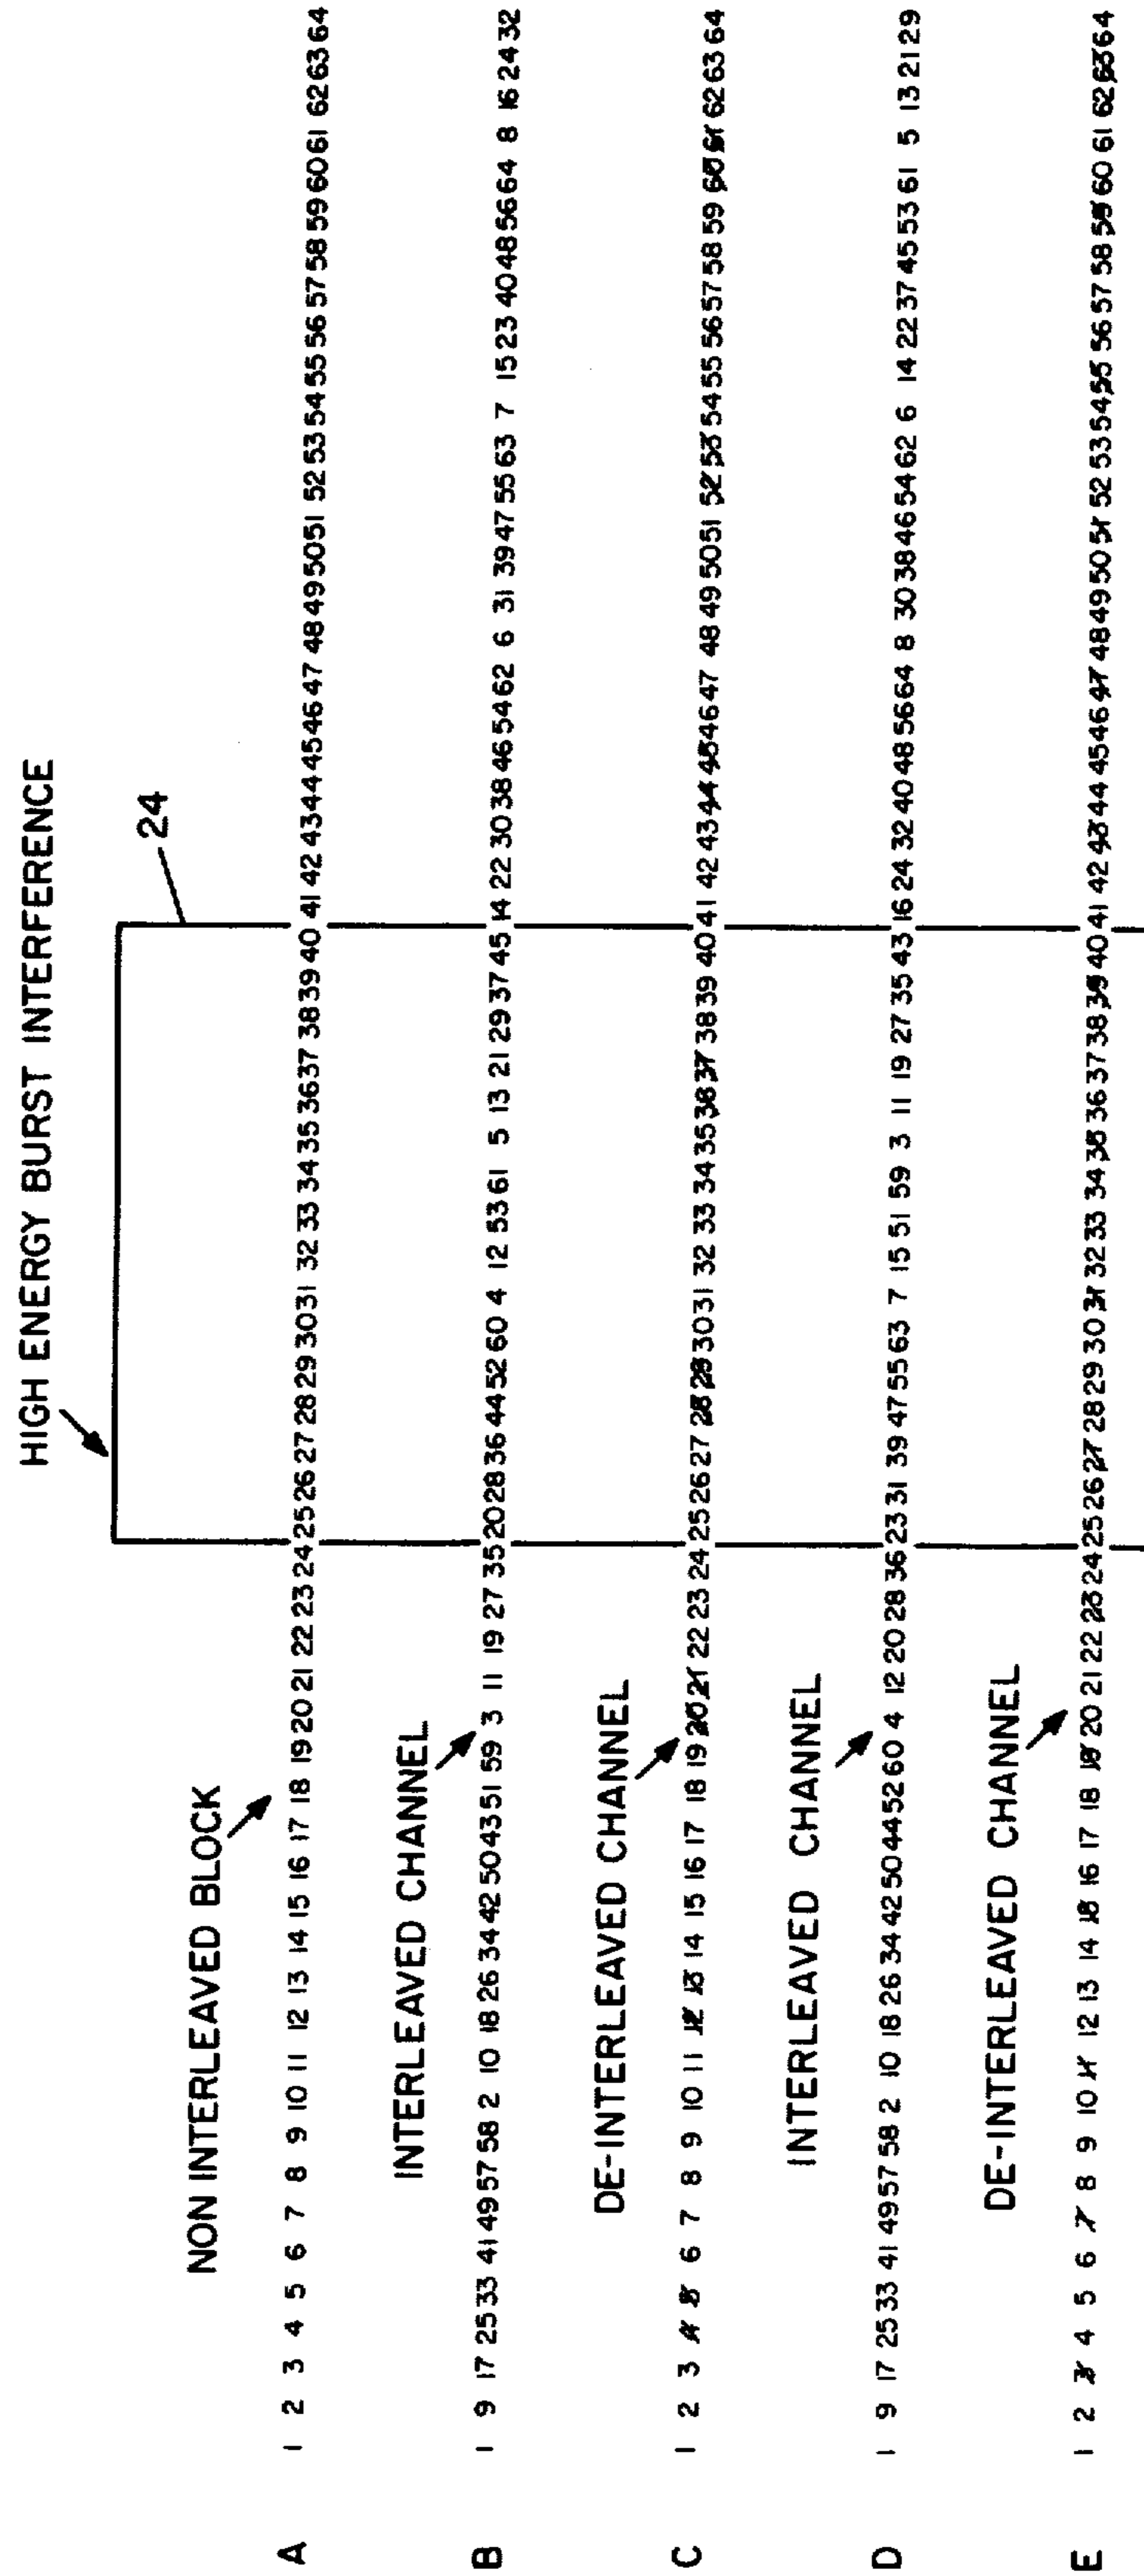 HIGH ENERGY BURST INTERFERENCE
24
NON INTERLEAVED BLOCK
A 1 2 3 4 5 6 7 8 9 10 11 12 13 14 15 16 17 18 19 20 21 22 23 24 25 26 27 28 29 30 31 32 33 34 35 36 37 38 39 40 41 42 43 44 45 46 47 48 49 50 51 52 53 54 55 56 57 58 59 60 61 62 63 64
INTERLEAVED CHANNEL
B 1 9 17 25 33 41 49 57 58 2 10 18 26 34 42 50 43 51 59 3 11 19 27 35 20 28 36 44 52 60 4 12 53 61 5 13 21 29 37 45 14 22 30 38 46 54 62 6 31 39 47 55 63 7 15 23 40 48 56 64 8 16 24 32
DE-INTERLEAVED CHANNEL
C 1 2 3 4 5 6 7 8 9 10 11 12 13 14 15 16 17 18 19 20 21 22 23 24 25 26 27 28 29 30 31 32 33 34 35 36 37 38 39 40 41 42 43 44 45 46 47 48 49 50 51 52 53 54 55 56 57 58 59 60 61 62 63 64
INTERLEAVED CHANNEL
D 1 9 17 25 33 41 49 57 58 2 10 18 26 34 42 50 44 52 60 4 12 20 28 36 23 31 39 47 55 63 7 15 51 59 3 11 19 27 35 43 16 24 32 40 48 56 64 8 30 38 46 54 62 6 14 22 37 45 53 61 5 13 21 29
DE-INTERLEAVED CHANNEL
E 1 2 3 4 5 6 7 8 9 10 11 12 13 14 15 16 17 18 19 20 21 22 23 24 25 26 27 28 29 30 31 32 33 34 35 36 37 38 39 40 41 42 43 44 45 46 47 48 49 50 51 52 53 54 55 56 57 58 59 60 61 62 63 64